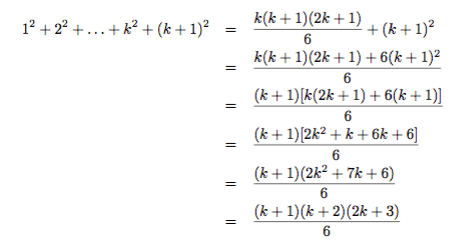 1² + 2² + … + k² + (k + 1)² = k(k + 1)(2k + 1)/6 + (k + 1)²
= k(k + 1)(2k + 1) + 6(k + 1)²/6
= (k + 1)[k(2k + 1) + 6(k + 1)]/6
= (k + 1)[2k² + k + 6k + 6]/6
= (k + 1)(2k² + 7k + 6)/6
= (k + 1)(k + 2)(2k + 3)/6